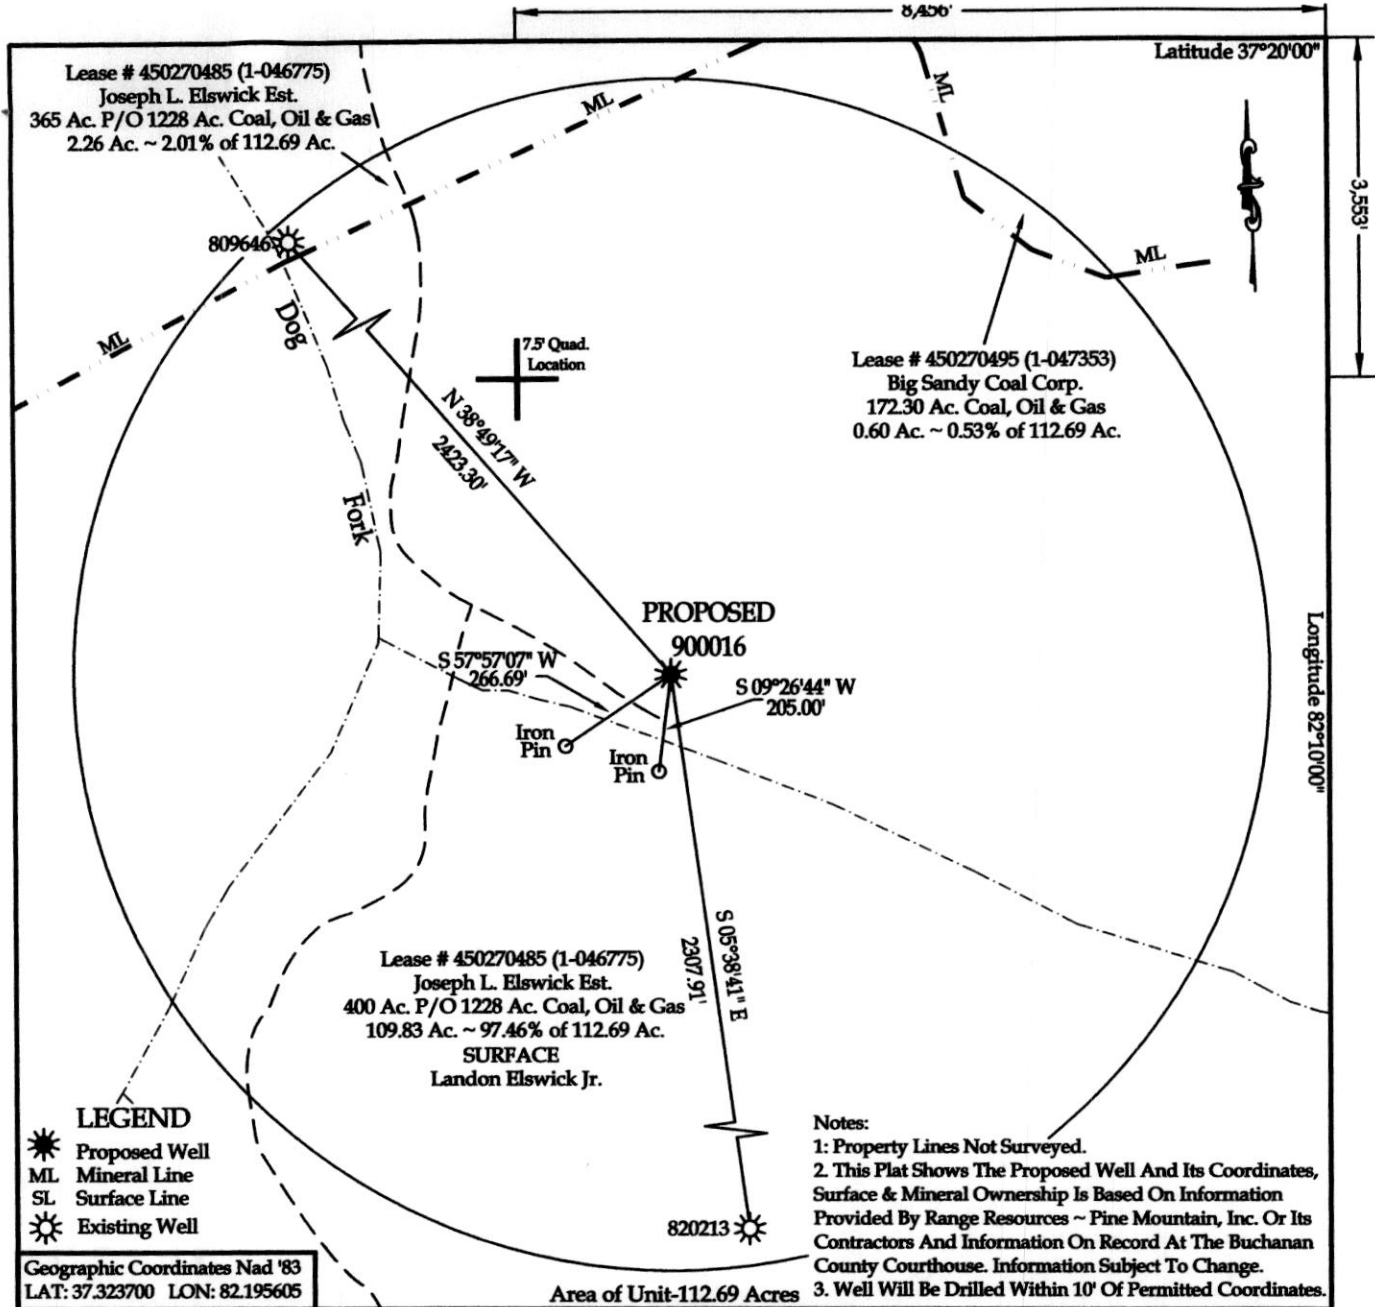 8,456'
Latitude 37°20'00"
Lease # 450270485 (1-046775)
Joseph L. Elswick Est.
365 Ac. P/O 1228 Ac. Coal, Oil & Gas
2.26 Ac. ~ 2.01% of 112.69 Ac.
ML
ML
3,553'
809646
ML
ML
Dog
7.5' Quad.
Location
Lease # 450270495 (1-047353)
Big Sandy Coal Corp.
172.30 Ac. Coal, Oil & Gas
0.60 Ac. ~ 0.53% of 112.69 Ac.
N 38°49'17" W
2423.30'
Fork
PROPOSED
900016
Longitude 82°10'00"
S 57°57'07" W
266.69'
S 09°26'44" W
205.00'
Iron
Pin
Iron
Pin
S 05°38'41" E
2307.91'
Lease # 450270485 (1-046775)
Joseph L. Elswick Est.
400 Ac. P/O 1228 Ac. Coal, Oil & Gas
109.83 Ac. ~ 97.46% of 112.69 Ac.
SURFACE
Landon Elswick Jr.
LEGEND
Proposed Well
ML Mineral Line
SL Surface Line
Existing Well
820213
Notes:
1: Property Lines Not Surveyed.
2. This Plat Shows The Proposed Well And Its Coordinates,
Surface & Mineral Ownership Is Based On Information
Provided By Range Resources ~ Pine Mountain, Inc. Or Its
Contractors And Information On Record At The Buchanan
County Courthouse. Information Subject To Change.
3. Well Will Be Drilled Within 10' Of Permitted Coordinates.
Geographic Coordinates Nad '83
LAT: 37.323700 LON: 82.195605
Area of Unit-112.69 Acres